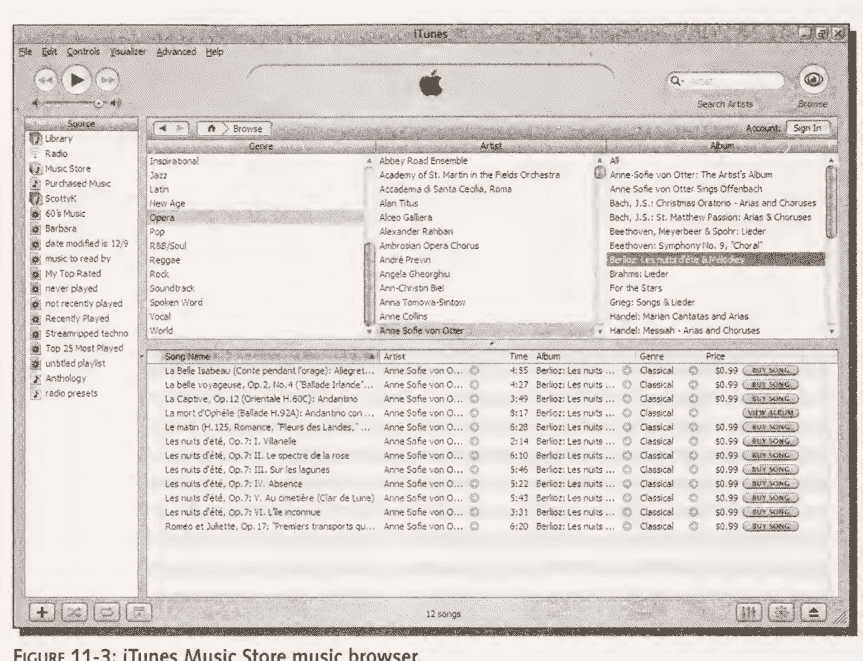 iTunes
File Edit Controls Visualizer Advanced Help
Artist
Search Artists
Browse
Source
Library
Radio
Music Store
Purchased Music
ScottyK
60's Music
Barbara
date modified is 12/9
music to read by
My Top Rated
never played
not recently played
Recently Played
Streamripped techno
Top 25 Most Played
untitled playlist
Anthology
radio presets
Browse
Account: Sign In
Genre
Inspirational
Jazz
Latin
New Age
Opera
Pop
R&B/Soul
Reggae
Rock
Soundtrack
Spoken Word
Vocal
World
Artist
Abbey Road Ensemble
Academy of St. Martin in the Fields Orchestra
Accademia di Santa Cecilia, Roma
Alan Titus
Alceo Galliera
Alexander Rahbari
Ambrosian Opera Chorus
André Previn
Angela Gheorghiu
Ann-Christin Biel
Anna Tomowa-Sintow
Anne Collins
Anne Sofie von Otter
Album
All
Anne-Sofie von Otter: The Artist's Album
Anne Sofie von Otter Sings Offenbach
Bach, J.S.: Christmas Oratorio - Arias and Choruses
Bach, J.S.: St. Matthew Passion: Arias & Choruses
Beethoven, Meyerbeer & Spohr: Lieder
Beethoven: Symphony No. 9, "Choral"
Berlioz: Les nuits d'été & Mélodies
Brahms: Lieder
For the Stars
Grieg: Songs & Lieder
Handel: Marian Cantatas and Arias
Handel: Messiah - Arias and Choruses
Song Name Artist Time Album Genre Price
La Belle Isabeau (Conte pendant l'orage): Allegret... Anne Sofie von O... 4:55 Berlioz: Les nuits ... Classical $0.99 BUY SONG
La belle voyageuse, Op.2, No.4 ("Ballade Irlande"... Anne Sofie von O... 4:27 Berlioz: Les nuits ... Classical $0.99 BUY SONG
La Captive, Op.12 (Orientale H.60C): Andantino Anne Sofie von O... 3:49 Berlioz: Les nuits ... Classical $0.99 BUY SONG
La mort d'Ophélie (Ballade H.92A): Andantino con ... Anne Sofie von O... 8:17 Berlioz: Les nuits ... Classical VIEW ALBUM
Le matin (H.125, Romance, "Fleurs des Landes," ... Anne Sofie von O... 6:28 Berlioz: Les nuits ... Classical $0.99 BUY SONG
Les nuits d'été, Op.7: I. Villanelle Anne Sofie von O... 2:14 Berlioz: Les nuits ... Classical $0.99 BUY SONG
Les nuits d'été, Op.7: II. Le spectre de la rose Anne Sofie von O... 6:10 Berlioz: Les nuits ... Classical $0.99 BUY SONG
Les nuits d'été, Op.7: III. Sur les lagunes Anne Sofie von O... 5:46 Berlioz: Les nuits ... Classical $0.99 BUY SONG
Les nuits d'été, Op.7: IV. Absence Anne Sofie von O... 5:22 Berlioz: Les nuits ... Classical $0.99 BUY SONG
Les nuits d'été, Op.7: V. Au cimetière (Clair de Lune) Anne Sofie von O... 5:43 Berlioz: Les nuits ... Classical $0.99 BUY SONG
Les nuits d'été, Op.7: VI. L'île inconnue Anne Sofie von O... 3:31 Berlioz: Les nuits ... Classical $0.99 BUY SONG
Roméo et Juliette, Op. 17: "Premiers transports qu... Anne Sofie von O... 6:20 Berlioz: Les nuits ... Classical $0.99 BUY SONG
12 songs
FIGURE 11-3: iTunes Music Store music browser.